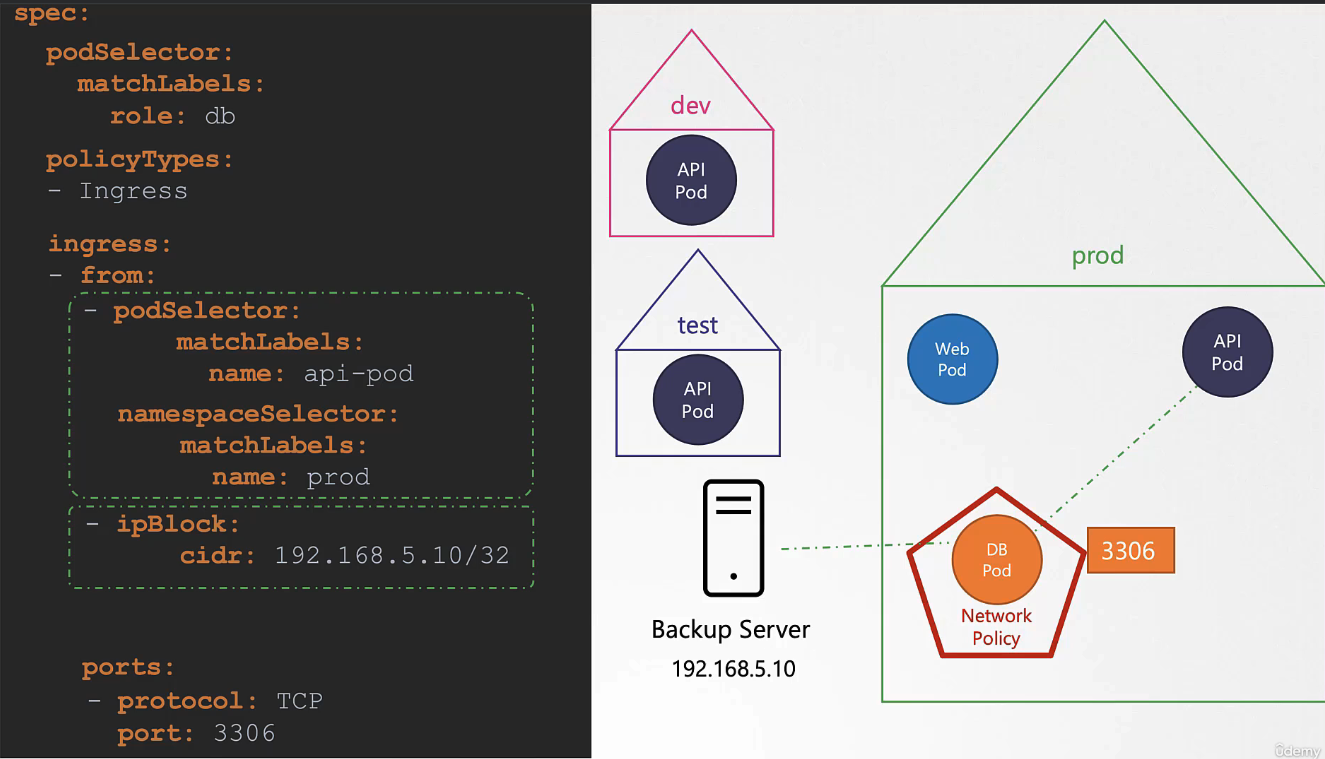 spec:
podSelector:
matchLabels:
role: db
policyTypes:
- Ingress
ingress:
- from:
- podSelector:
matchLabels:
name: api-pod
namespaceSelector:
matchLabels:
name: prod
- ipBlock:
cidr: 192.168.5.10/32
ports:
- protocol: TCP
port: 3306
dev
API
Pod
test
API
Pod
Backup Server
192.168.5.10
prod
Web
Pod
API
Pod
DB
Pod
Network
Policy
3306
ûdemy